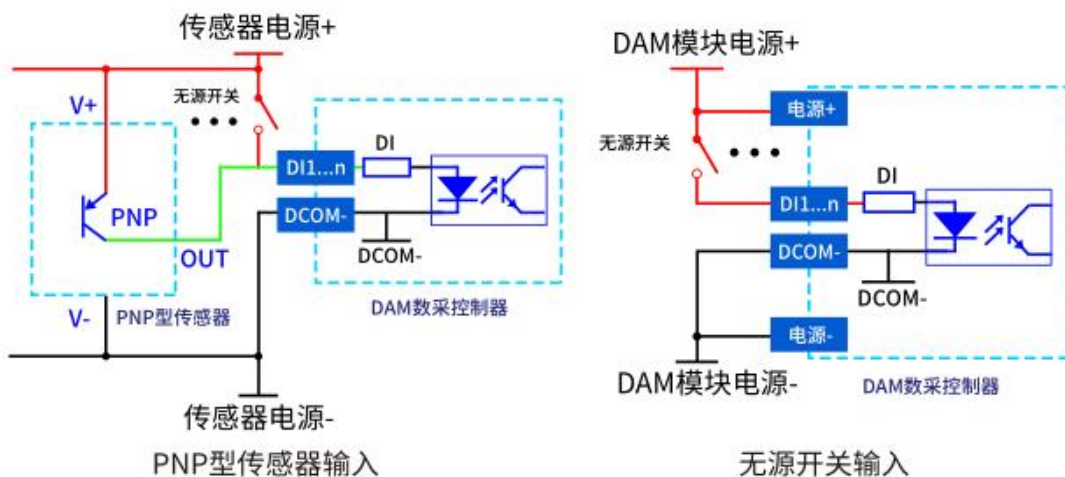 传感器电源+
V+
无源开关
DI
DI1...n
PNP
DCOM-
OUT
DCOM-
V-
PNP型传感器
DAM数采控制器
传感器电源-
PNP型传感器输入
DAM模块电源+
电源+
无源开关
DI
DI1...n
DCOM-
DCOM-
电源-
DAM模块电源-
DAM数采控制器
无源开关输入